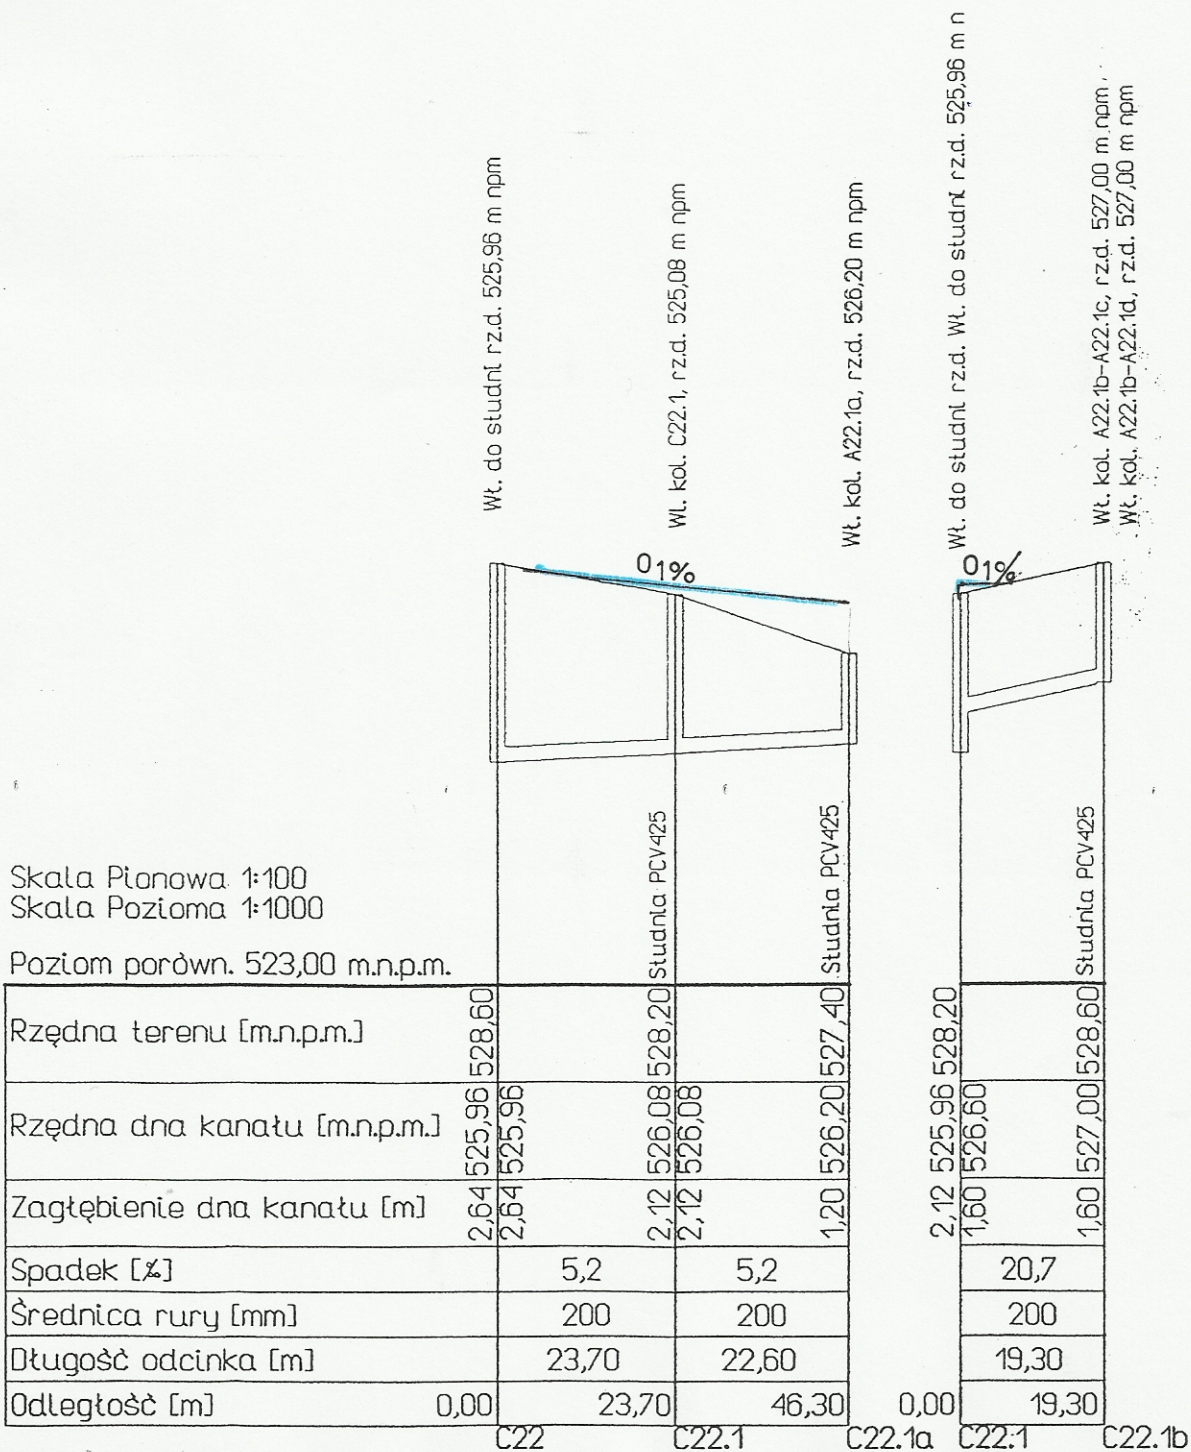 Wł. do studni rz.d. 525,96 m npm
Wl. kol. C22.1, rz.d. 525,08 m npm
Wł. kol. A22.1a, rz.d. 526,20 m npm
Wł. do studni rz.d. Wł. do studni rz.d. 525,96 m n
Wł. kol. A22.1b-A22.1c, rz.d. 527,00 m npm,
Wł. kol. A22.1b-A22.1d, rz.d. 527,00 m npm
01%
01%
Studnia PCV425
Studnia PCV425
Studnia PCV425
Skala Pionowa 1:100
Skala Pozioma 1:1000
Poziom porówn. 523,00 m.n.p.m.
Rzędna terenu [m.n.p.m.] 528,60 528,20 527,40 528,20 528,60
Rzędna dna kanału [m.n.p.m.] 525,96 525,96 526,08 526,08 526,20 525,96 526,60 527,00
Zagłębienie dna kanału [m] 2,64 2,64 2,12 2,12 1,20 2,12 1,60 1,60
Spadek [‰] 5,2 5,2 20,7
Średnica rury [mm] 200 200 200
Długość odcinka [m] 23,70 22,60 19,30
Odległość [m] 0,00 23,70 46,30 0,00 19,30
C22 C22.1 C22.1a C22.1 C22.1b